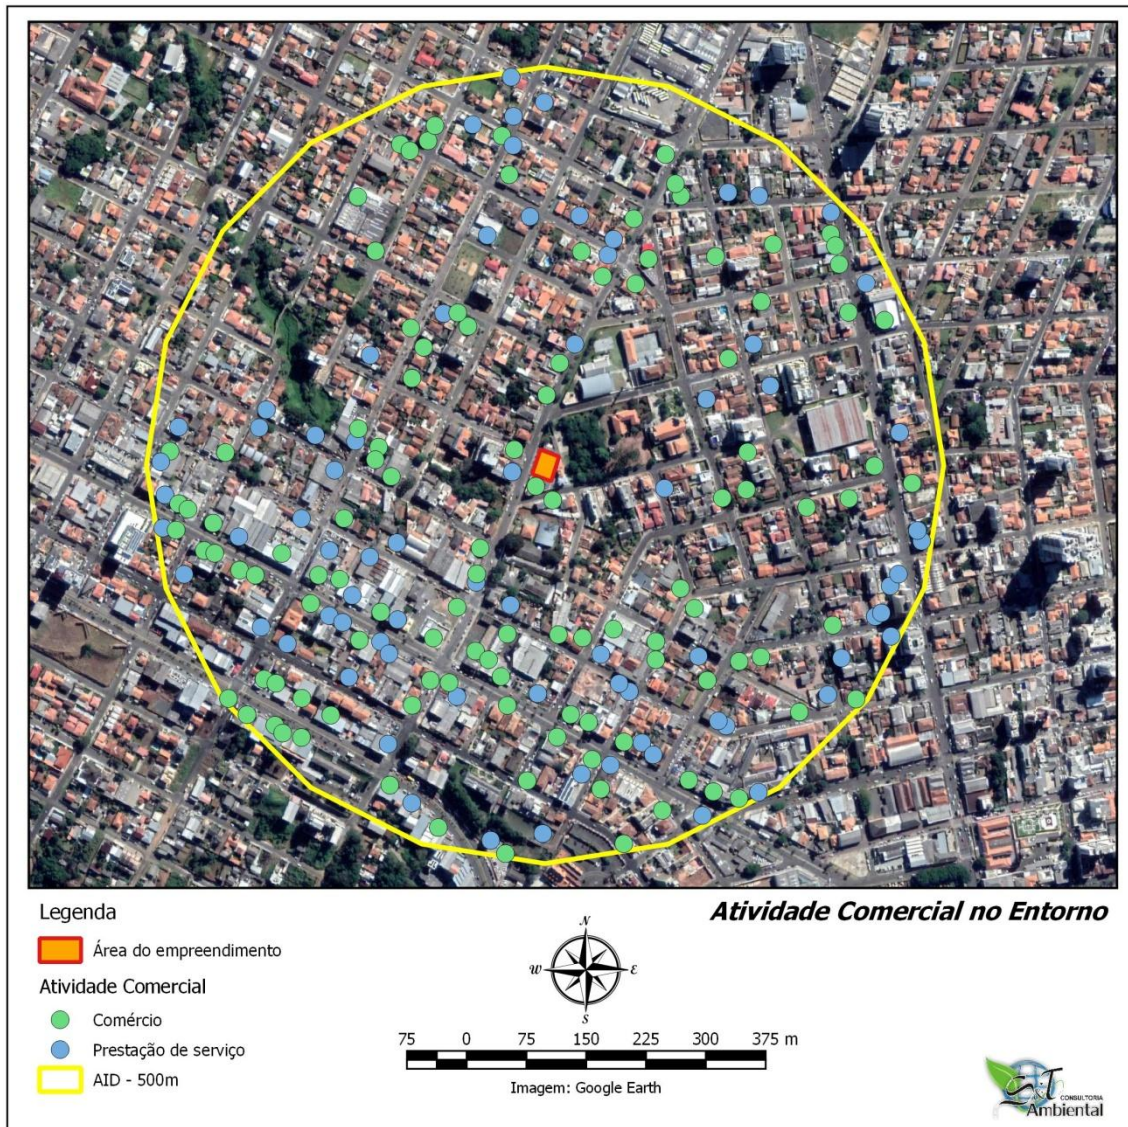 Legenda
Atividade Comercial no Entorno
Área do empreendimento
Atividade Comercial
Comércio
Prestação de serviço
AID - 500m
N
W E
S
75 0 75 150 225 300 375 m
Imagem: Google Earth
CONSULTORIA
Ambiental